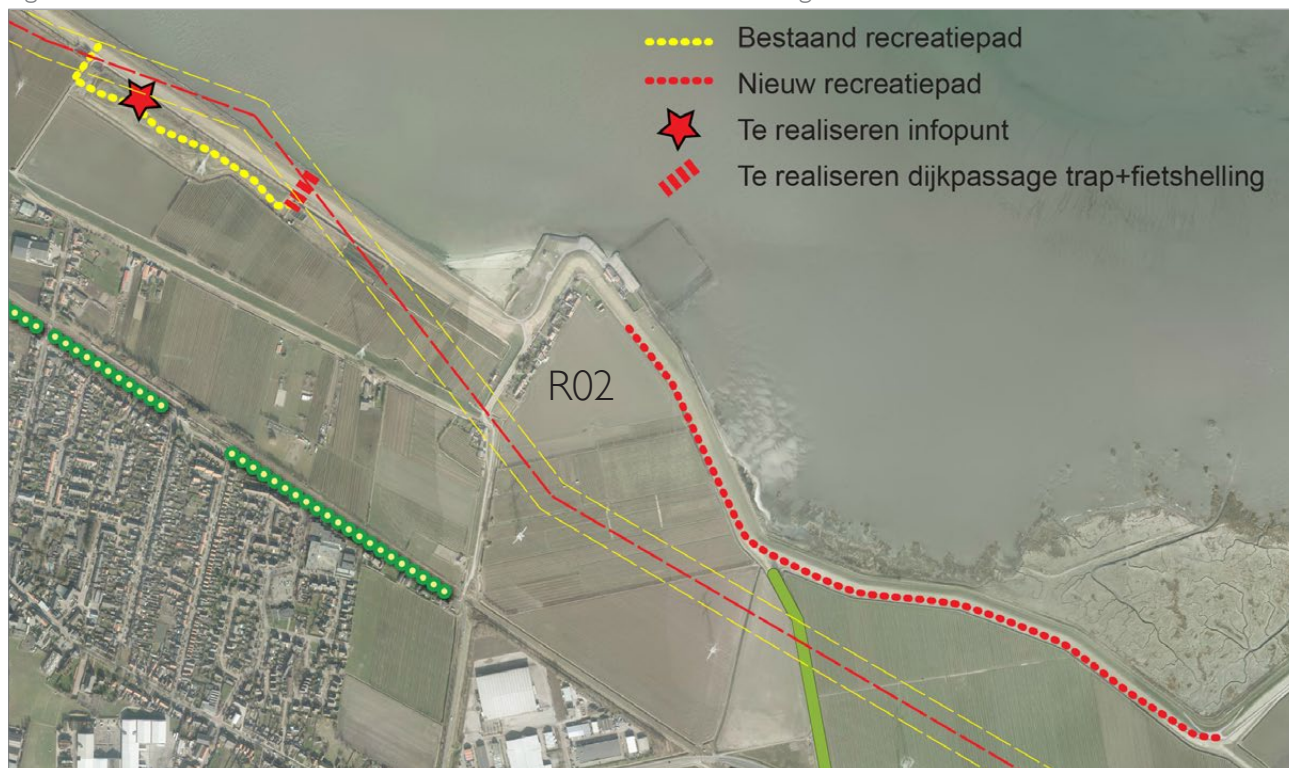 Bestaand recreatiepad
Nieuw recreatiepad
Te realiseren infopunt
Te realiseren dijkpassage trap+fietshelling
R02